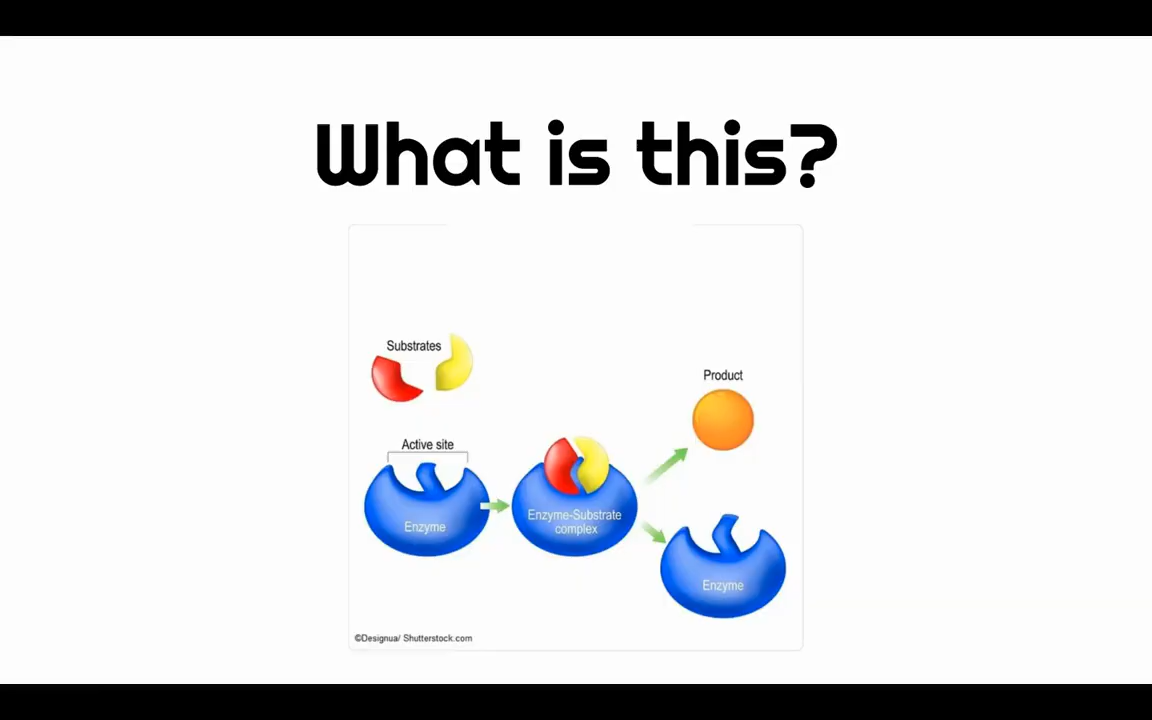 What is this?
Substrates
Product
Active site
Enzyme
Enzyme-Substrate
complex
Enzyme
©Designua/ Shutterstock.com